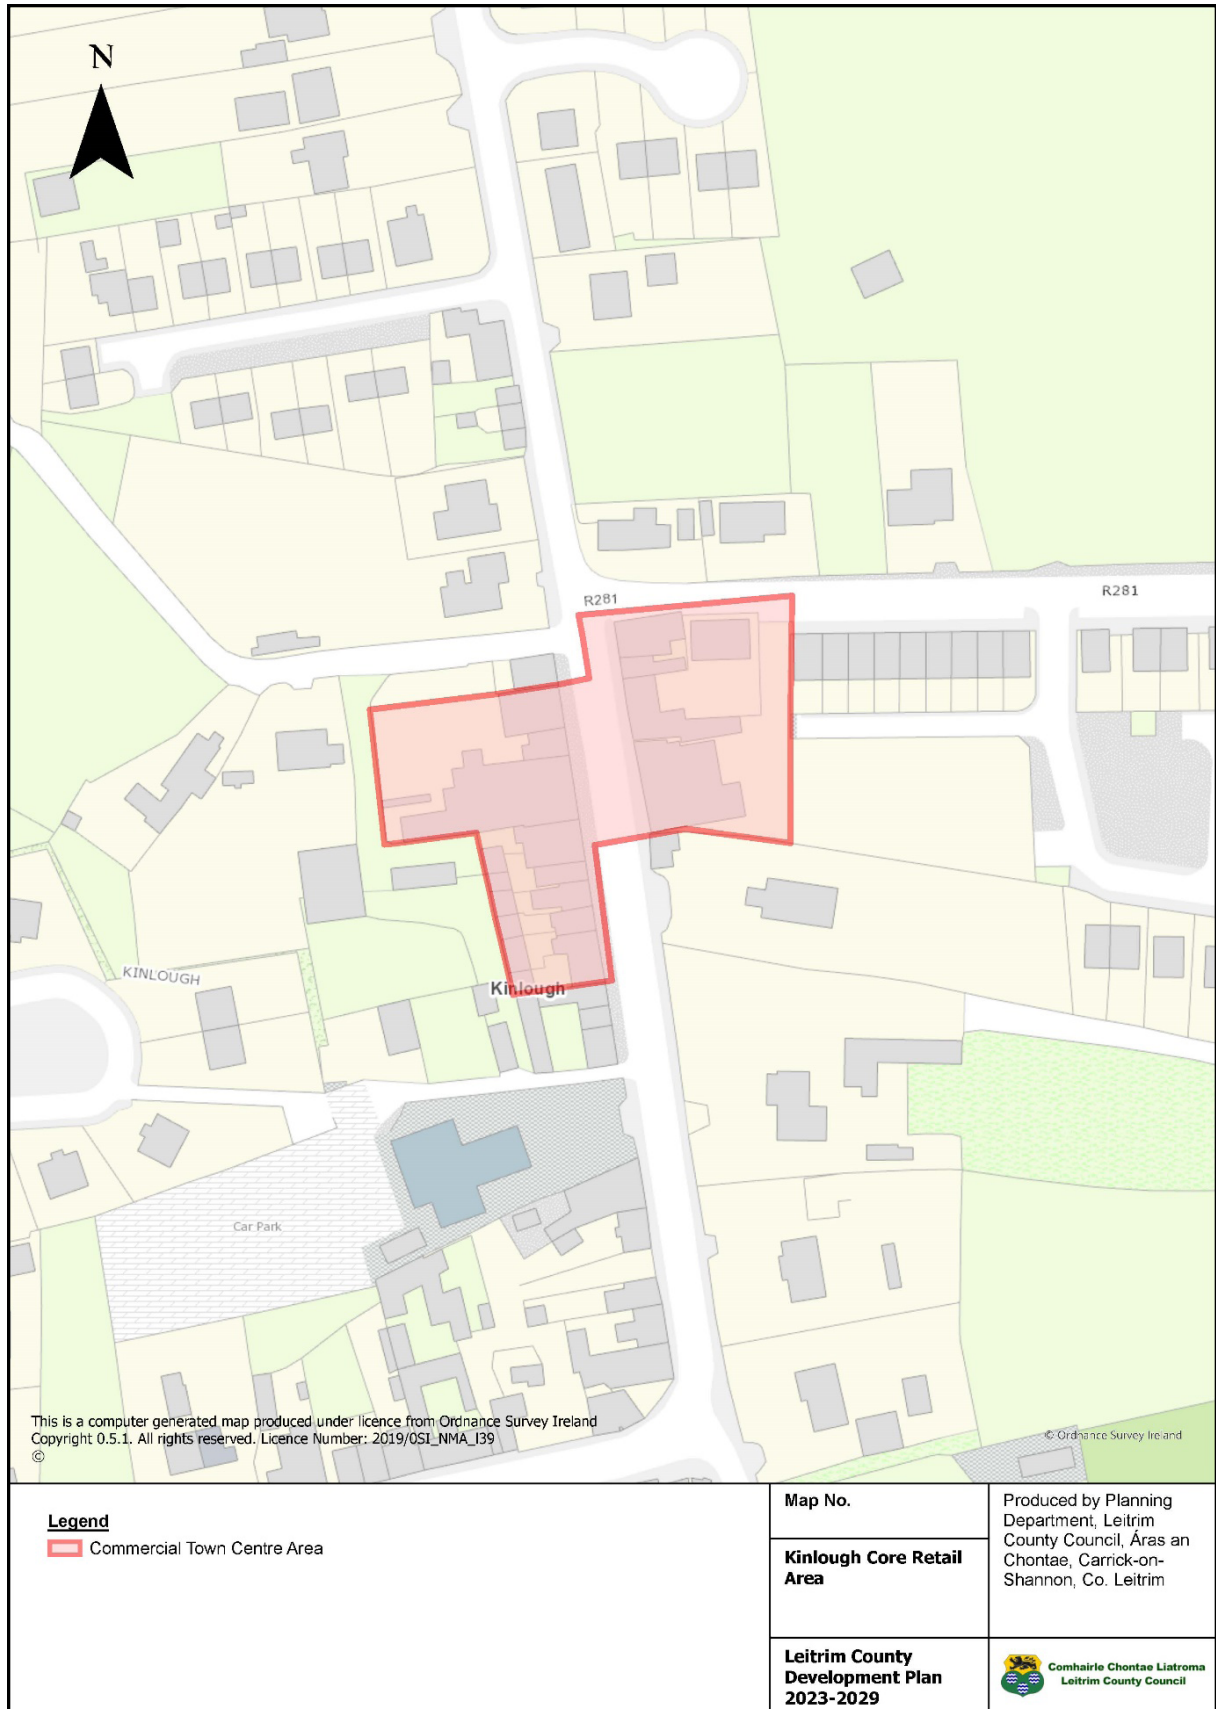 N
R281
R281
KINLOUGH
Kinlough
Car Park
This is a computer generated map produced under licence from Ordnance Survey Ireland
Copyright 0.5.1. All rights reserved. Licence Number: 2019/OSI_NMA_139
©
© Ordnance Survey Ireland
Legend
Commercial Town Centre Area
Map No.
Kinlough Core Retail
Area
Leitrim County
Development Plan
2023-2029
Produced by Planning
Department, Leitrim
County Council, Áras an
Chontae, Carrick-on-
Shannon, Co. Leitrim
Comhairle Chontae Liatroma
Leitrim County Council